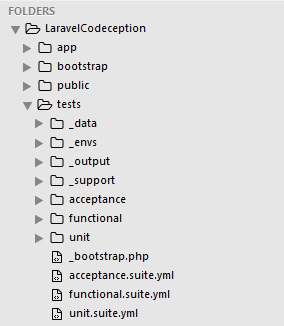 FOLDERS
LaravelCodeception
app
bootstrap
public
tests
_data
_envs
_output
_support
acceptance
functional
unit
_bootstrap.php
acceptance.suite.yml
functional.suite.yml
unit.suite.yml